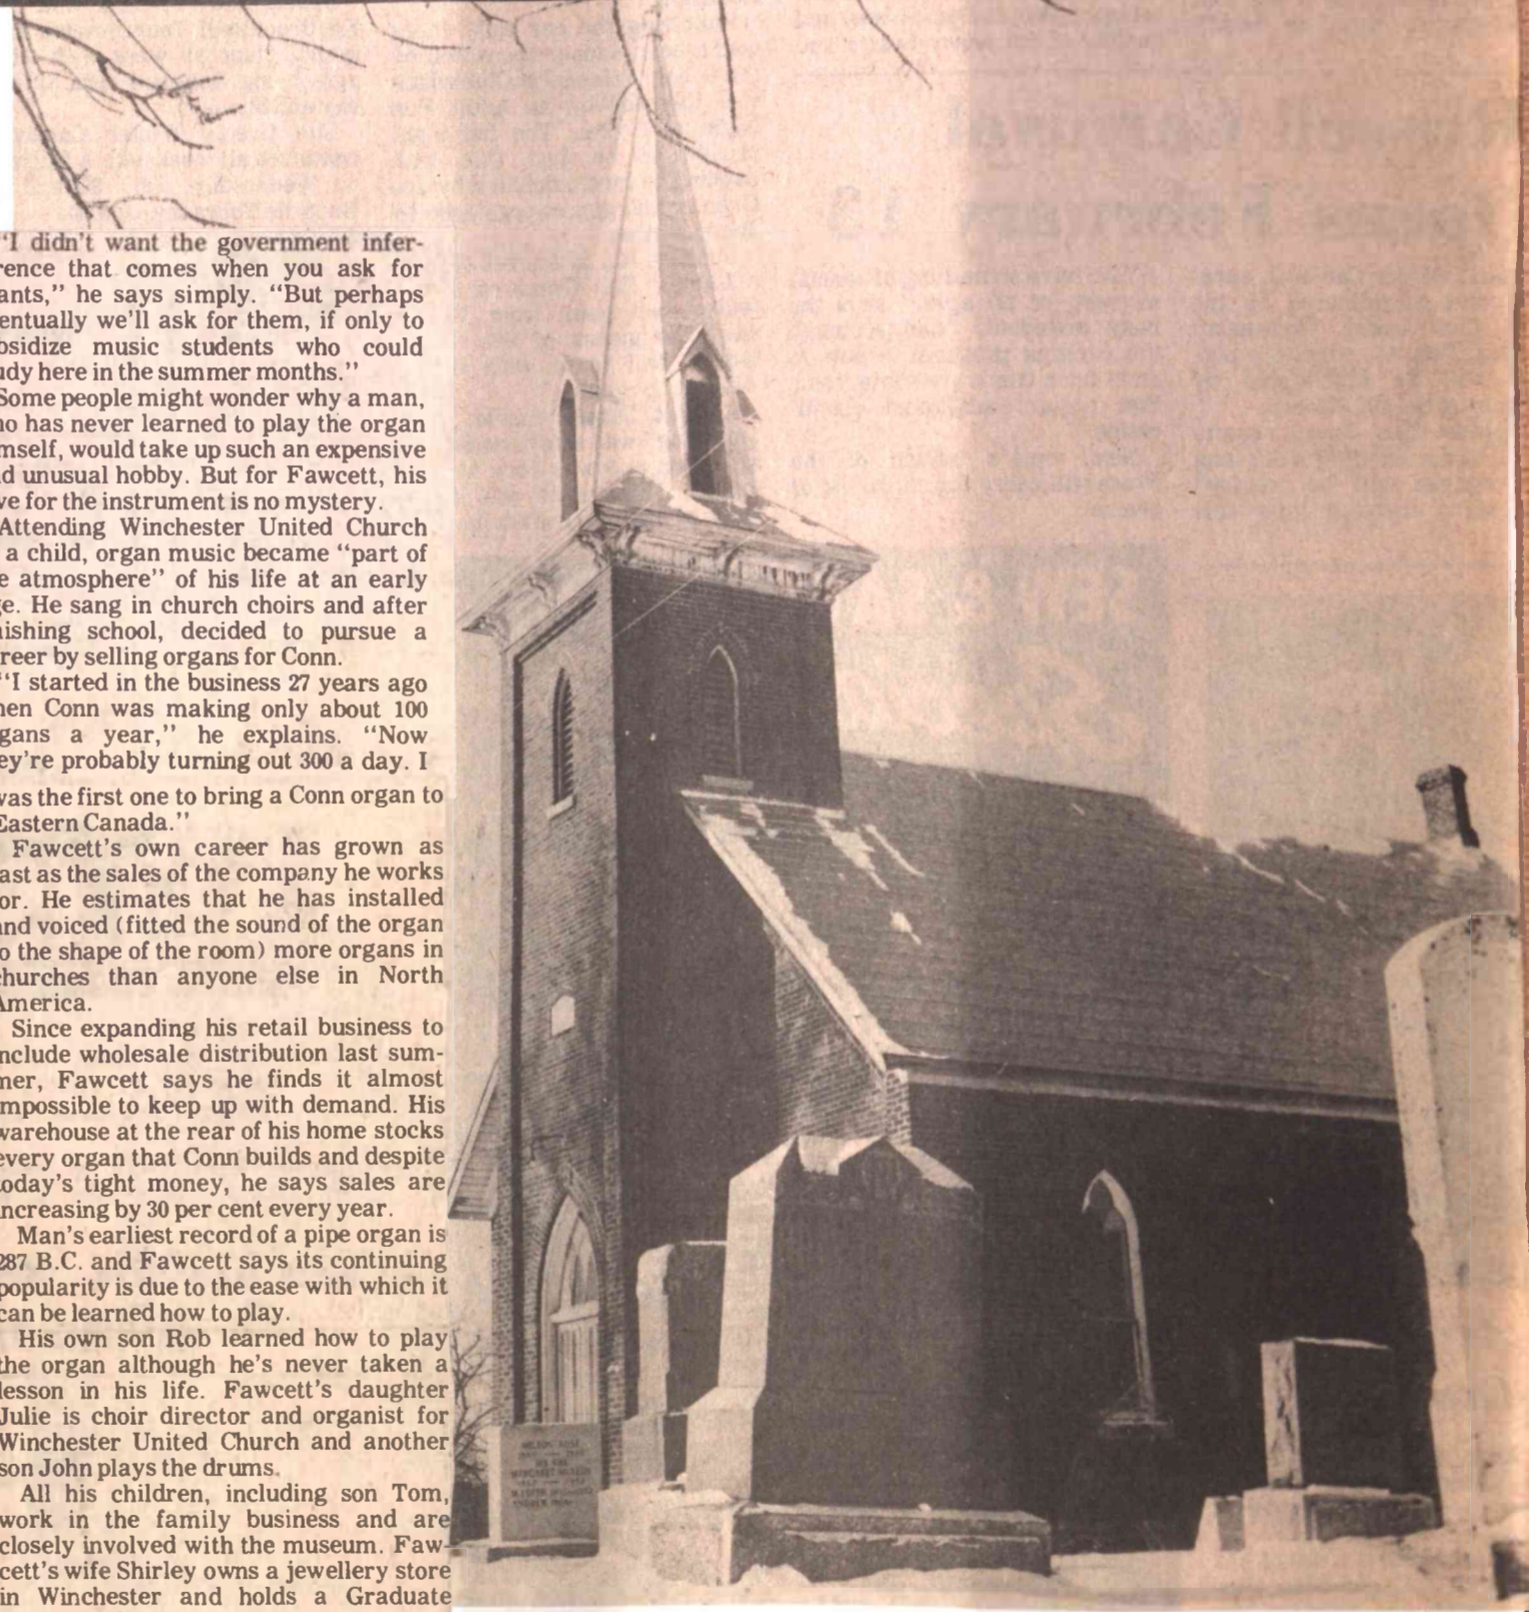 "I didn't want the government infer-
rence that comes when you ask for
ants," he says simply. "But perhaps
entually we'll ask for them, if only to
bsidize music students who could
udy here in the summer months."
Some people might wonder why a man,
ho has never learned to play the organ
mself, would take up such an expensive
d unusual hobby. But for Fawcett, his
ve for the instrument is no mystery.
Attending Winchester United Church
a child, organ music became "part of
e atmosphere" of his life at an early
ge. He sang in church choirs and after
nishing school, decided to pursue a
reer by selling organs for Conn.
"I started in the business 27 years ago
hen Conn was making only about 100
gans a year," he explains. "Now
ey're probably turning out 300 a day. I
was the first one to bring a Conn organ to
Eastern Canada."
Fawcett's own career has grown as
ast as the sales of the company he works
or. He estimates that he has installed
and voiced (fitted the sound of the organ
o the shape of the room) more organs in
churches than anyone else in North
America.
Since expanding his retail business to
nclude wholesale distribution last sum-
mer, Fawcett says he finds it almost
impossible to keep up with demand. His
warehouse at the rear of his home stocks
every organ that Conn builds and despite
today's tight money, he says sales are
increasing by 30 per cent every year.
Man's earliest record of a pipe organ is
287 B.C. and Fawcett says its continuing
popularity is due to the ease with which it
can be learned how to play.
His own son Rob learned how to play
the organ although he's never taken a
lesson in his life. Fawcett's daughter
Julie is choir director and organist for
Winchester United Church and another
son John plays the drums.
All his children, including son Tom,
work in the family business and are
closely involved with the museum. Faw-
cett's wife Shirley owns a jewellery store
in Winchester and holds a Graduate